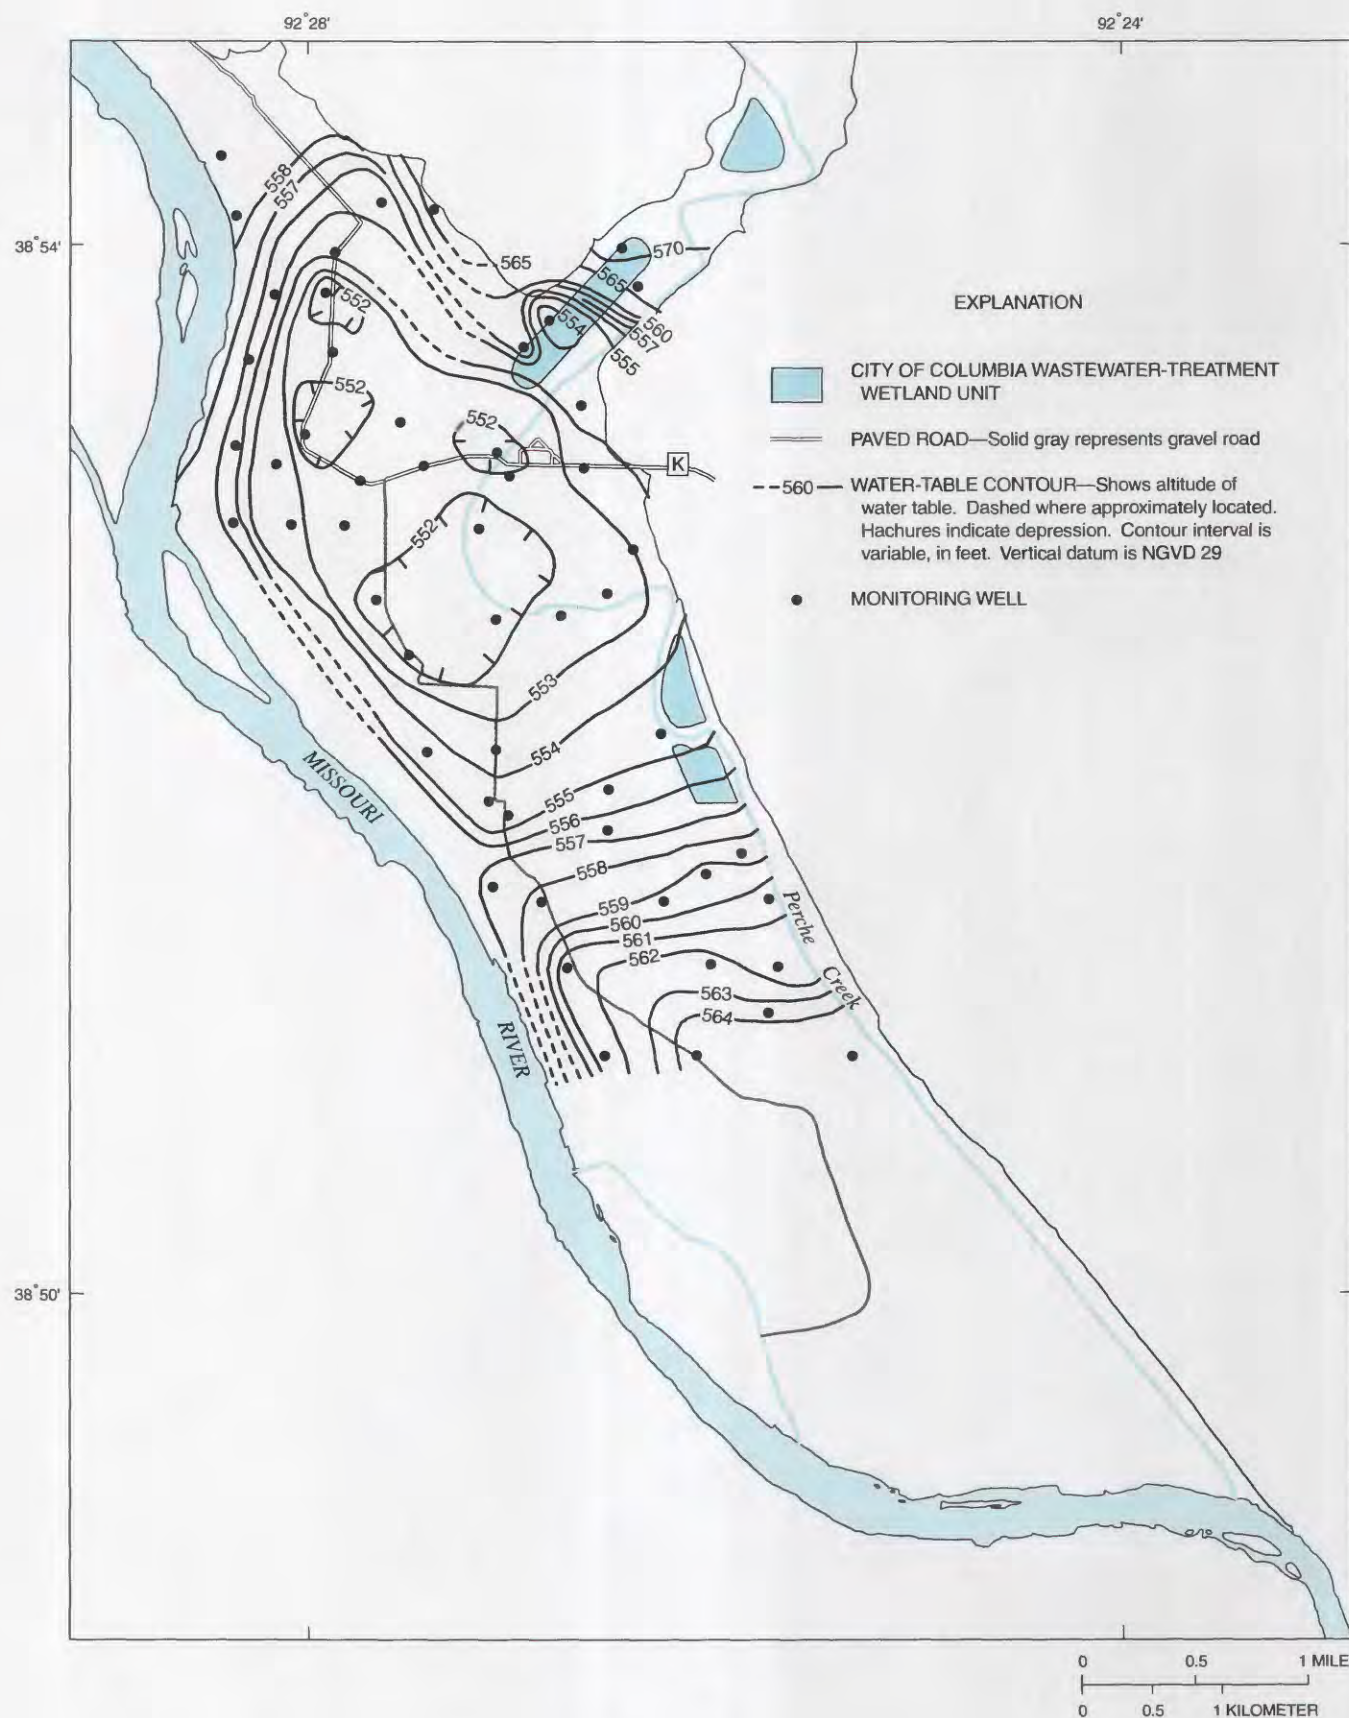 92°28'
92°24'
38°54'
38°50'
558
557
552
565
570
565
554
560
557
555
552
552
552
K
553
554
555
556
557
558
559
560
561
562
563
564
MISSOURI
RIVER
Perche
Creek
EXPLANATION
CITY OF COLUMBIA WASTEWATER-TREATMENT
WETLAND UNIT
PAVED ROAD—Solid gray represents gravel road
--560— WATER-TABLE CONTOUR—Shows altitude of
water table. Dashed where approximately located.
Hachures indicate depression. Contour interval is
variable, in feet. Vertical datum is NGVD 29
MONITORING WELL
0 0.5 1 MILE
0 0.5 1 KILOMETER